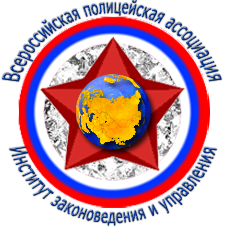 Всероссийская полицейская ассоциация
Институт законоведения и управления